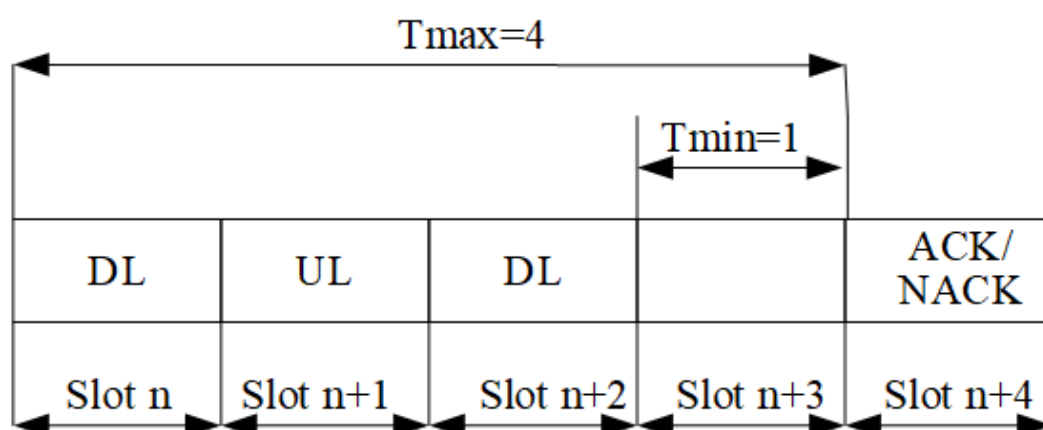 Tmax=4
Tmin=1
DL
UL
DL
ACK/
NACK
Slot n
Slot n+1
Slot n+2
Slot n+3
Slot n+4